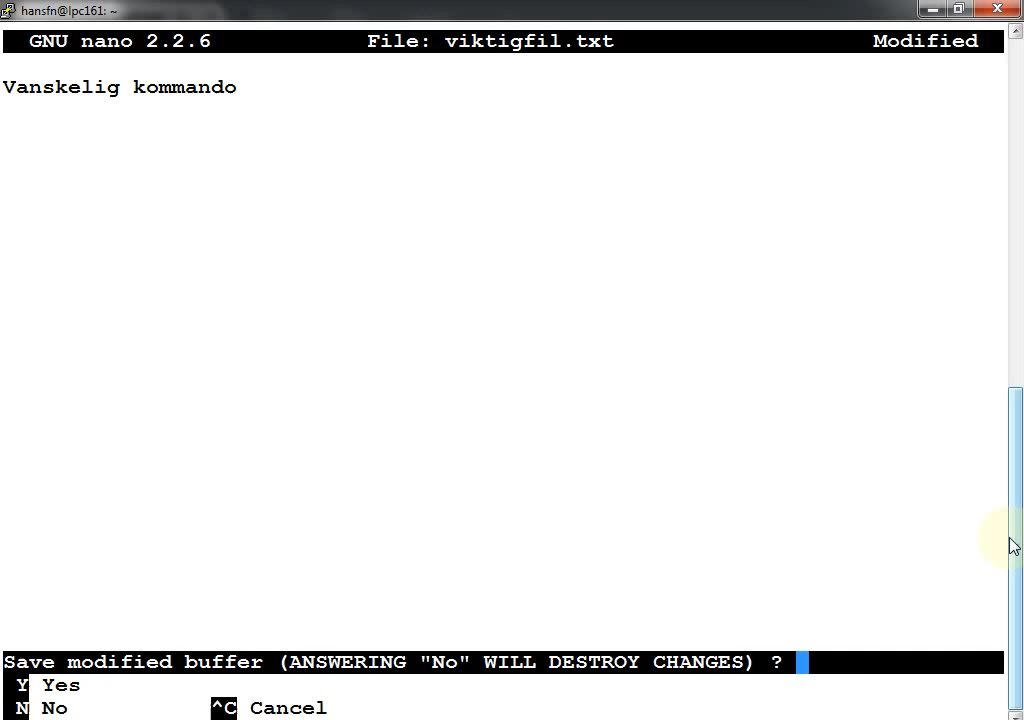 hansfn@lpc161: ~
GNU nano 2.2.6 File: viktigfil.txt Modified
Vanskelig kommando
Save modified buffer (ANSWERING "No" WILL DESTROY CHANGES) ?
Y Yes
N No ^C Cancel